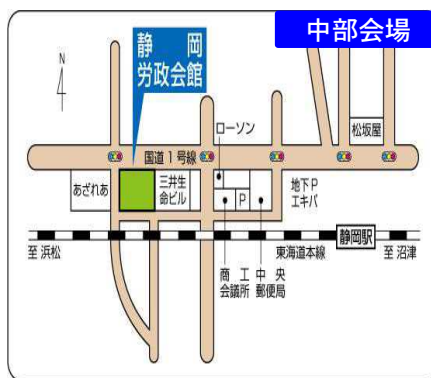 中部会場
静岡
労政会館
N
ローソン
松坂屋
国道1号線
あざれあ
三井生
命ビル
P
地下P
エキパ
静岡駅
至 浜松
東海道本線
至 沼津
商工
会議所
中央
郵便局